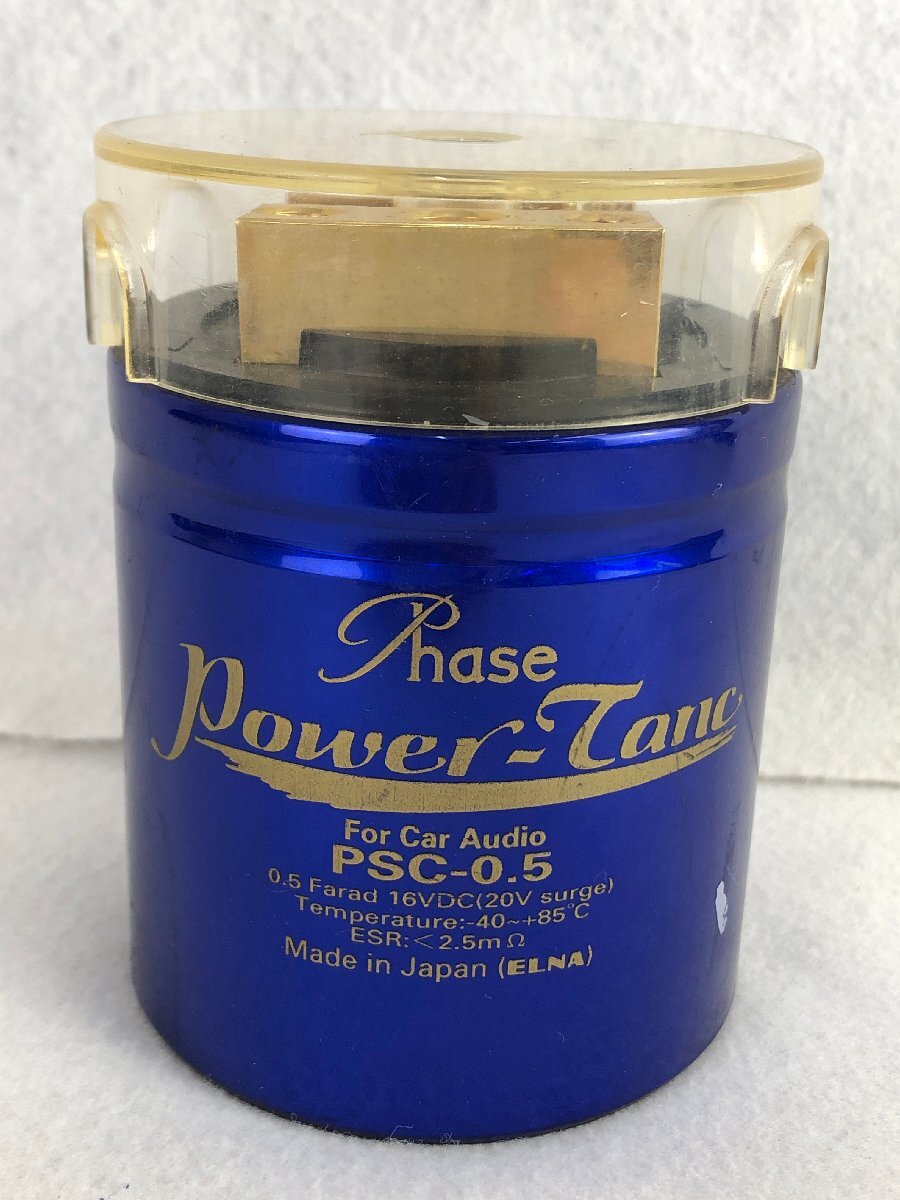 Phase
Power-Tanc
For Car Audio
PSC-0.5
0.5 Farad 16VDC(20V surge)
Temperature:-40~+85°C
ESR:<2.5mΩ
Made in Japan (ELNA)